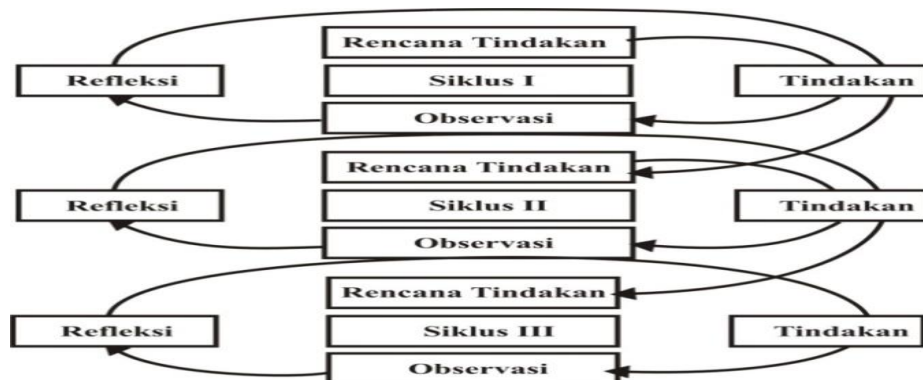 Rencana Tindakan
Refleksi
Siklus I
Tindakan
Observasi
Rencana Tindakan
Refleksi
Siklus II
Tindakan
Observasi
Rencana Tindakan
Refleksi
Siklus III
Tindakan
Observasi